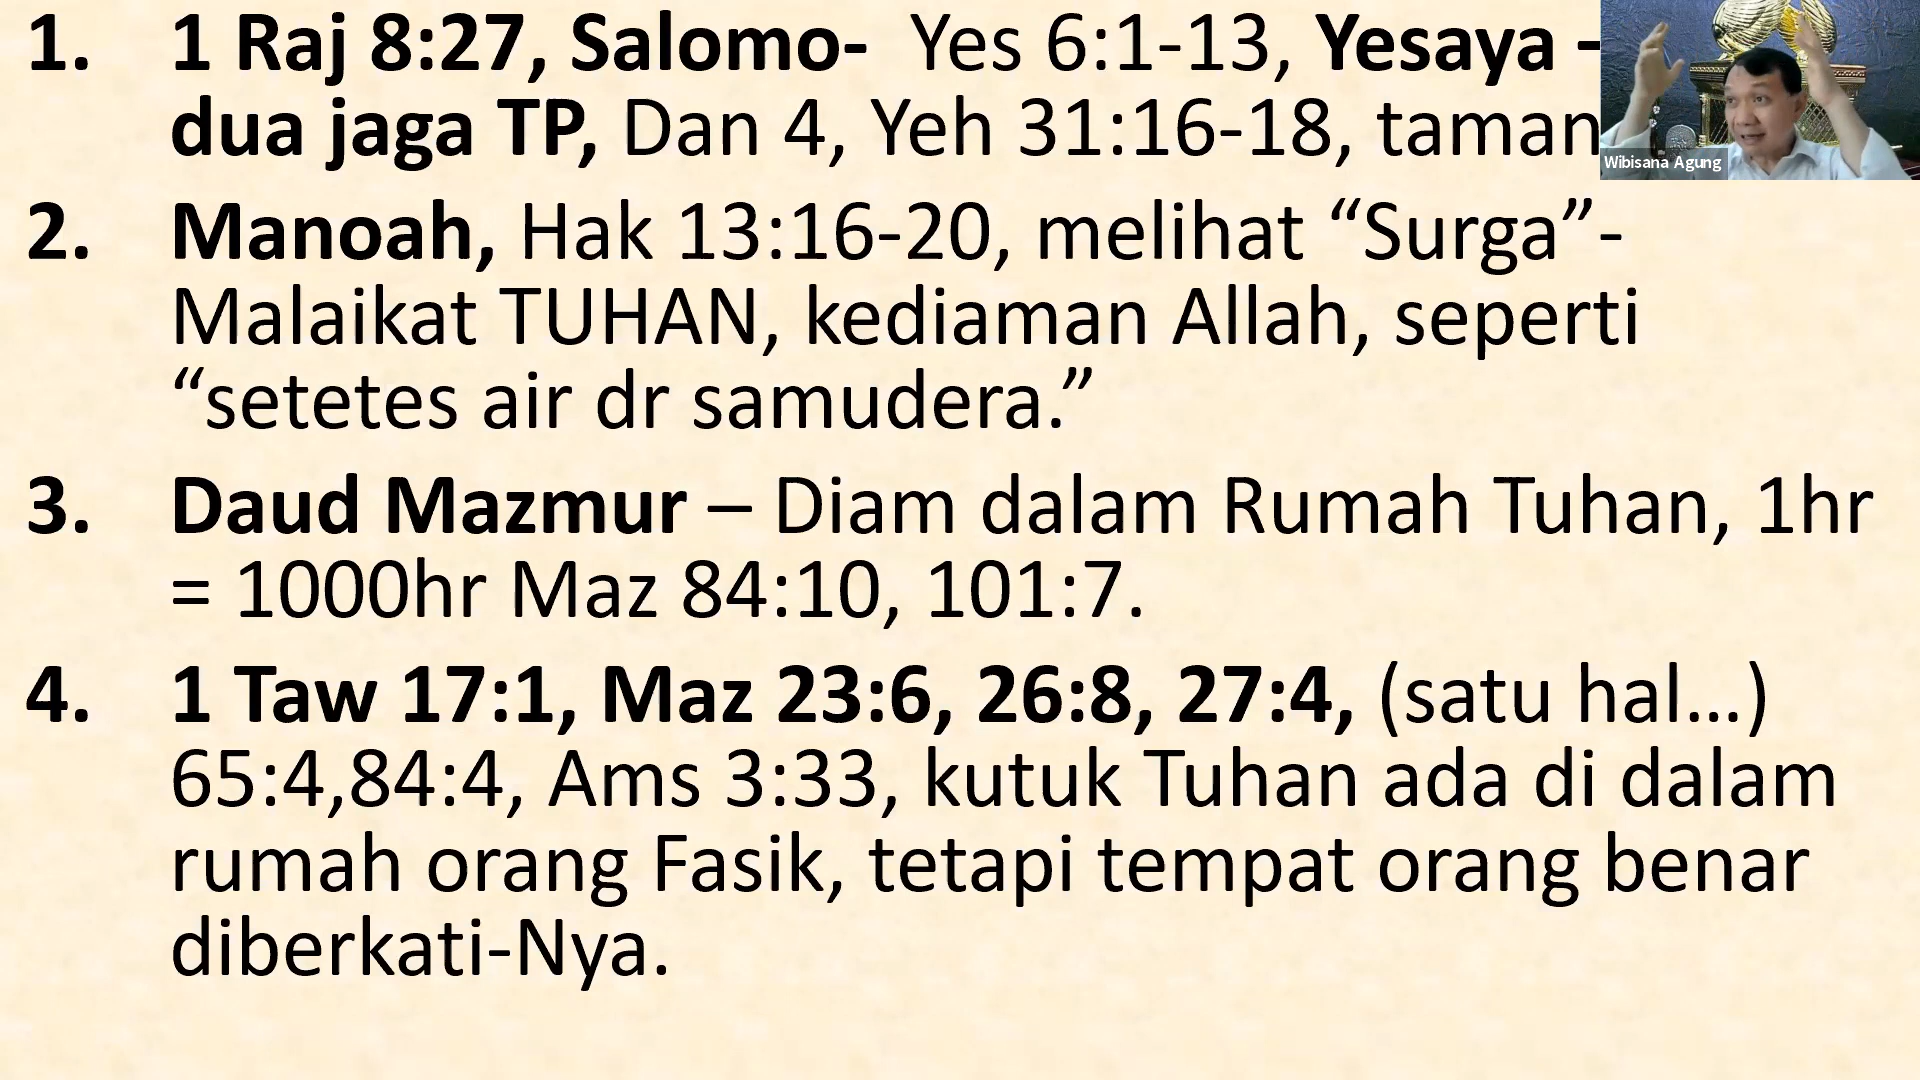 1. 1 Raj 8:27, Salomo- Yes 6:1-13, Yesaya -
dua jaga TP, Dan 4, Yeh 31:16-18, taman
Wibisana Agung
2. Manoah, Hak 13:16-20, melihat “Surga”-
Malaikat TUHAN, kediaman Allah, seperti
“setetes air dr samudera.”
3. Daud Mazmur – Diam dalam Rumah Tuhan, 1hr
= 1000hr Maz 84:10, 101:7.
4. 1 Taw 17:1, Maz 23:6, 26:8, 27:4, (satu hal…)
65:4,84:4, Ams 3:33, kutuk Tuhan ada di dalam
rumah orang Fasik, tetapi tempat orang benar
diberkati-Nya.